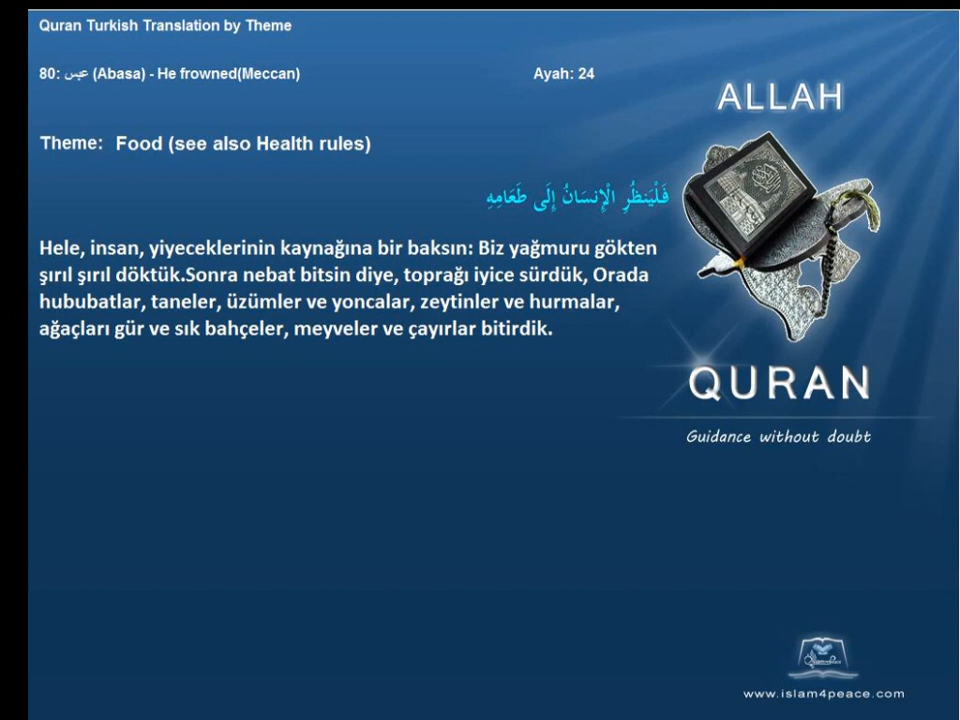 Quran Turkish Translation by Theme
80: عبس (Abasa) - He frowned(Meccan) Ayah: 24
ALLAH
Theme: Food (see also Health rules)
فَلْيَنظُرِ الْإِنسَانُ إِلَى طَعَامِهِ
Hele, insan, yiyeceklerinin kaynağına bir baksın: Biz yağmuru gökten
şırıl şırıl döktük.Sonra nebat bitsin diye, toprağı iyice sürdük, Orada
hububatlar, taneler, üzümler ve yoncalar, zeytinler ve hurmalar,
ağaçları gür ve sık bahçeler, meyveler ve çayırlar bitirdik.
QURAN
Guidance without doubt
www.islam4peace.com